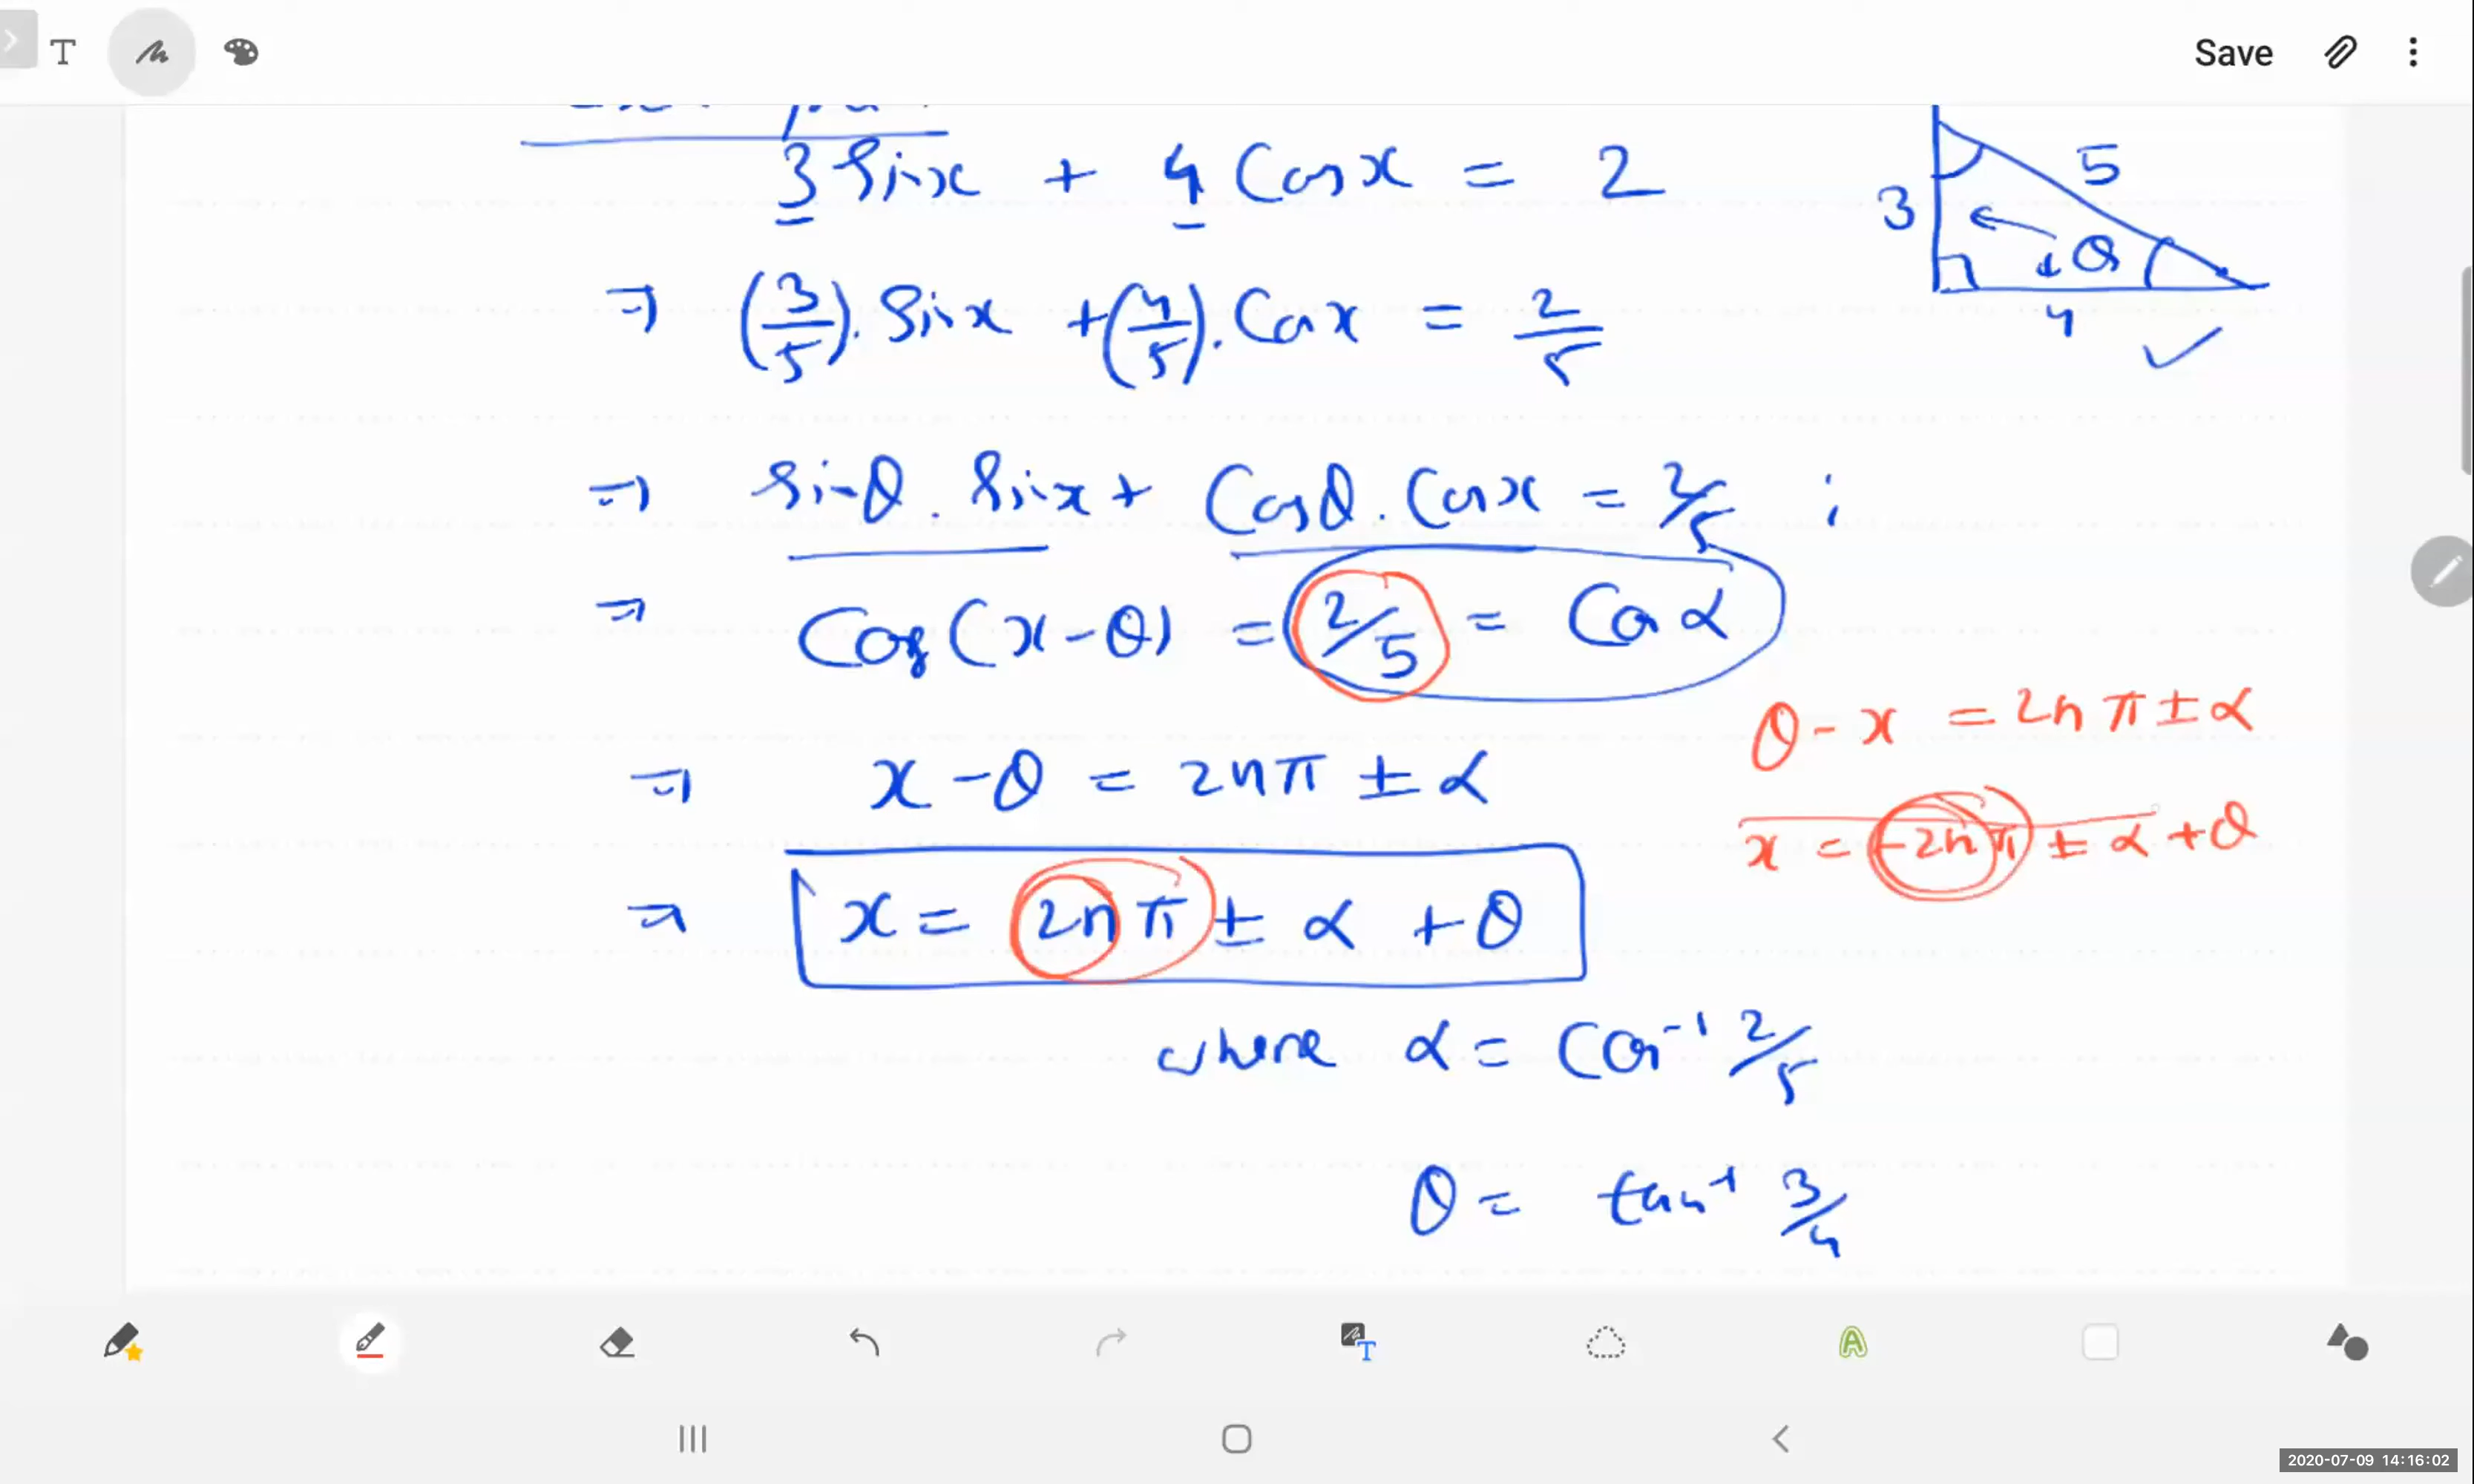 T
Save
3 Sin x + 4 Cos x = 2
5
3
θ
4
⇒ (3/5). Sin x + (4/5). Cos x = 2/5
⇒ Sin θ . Sin x + Cos θ . Cos x = 2/5 ;
⇒ Cos (x - θ) = 2/5 = Cos α
θ - x = 2nπ ± α
⇒ x - θ = 2nπ ± α
x = -2nπ ± α + θ
⇒ x = 2nπ ± α + θ
where α = Cos⁻¹ 2/5
θ = tan⁻¹ 3/4
T
A
2020-07-09 14:16:02